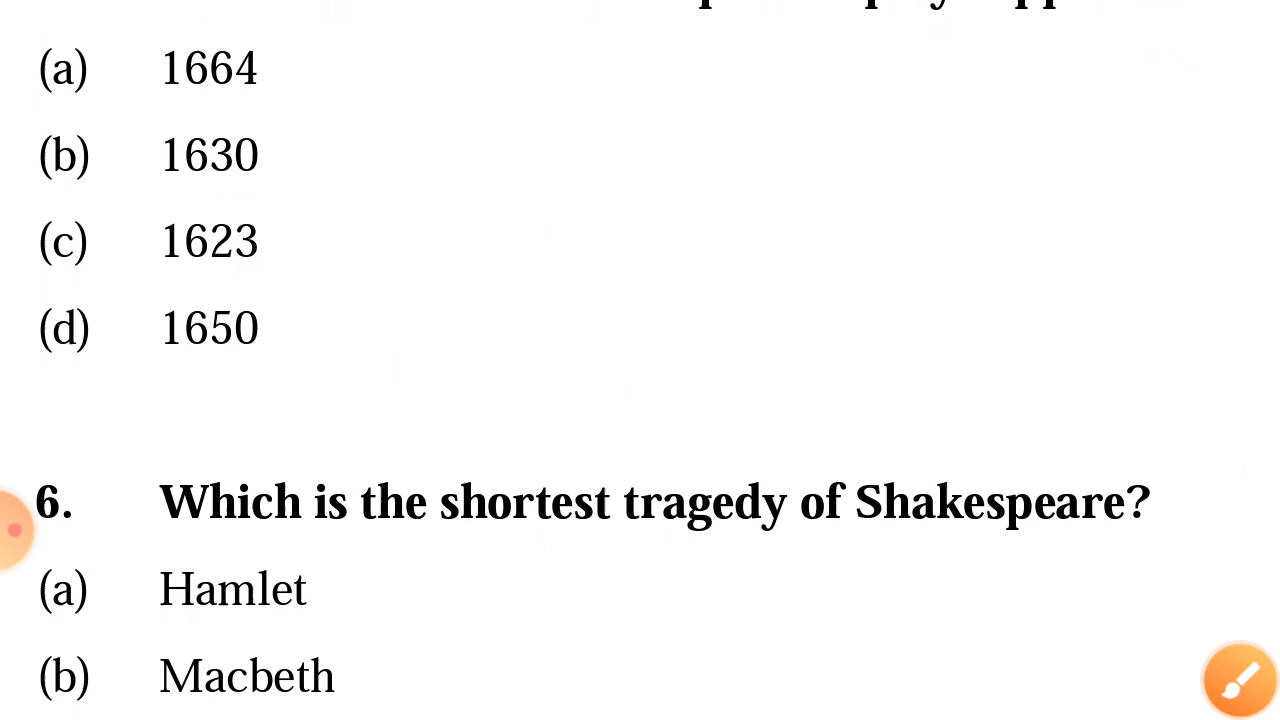 (a) 1664
(b) 1630
(c) 1623
(d) 1650
6. Which is the shortest tragedy of Shakespeare?
(a) Hamlet
(b) Macbeth